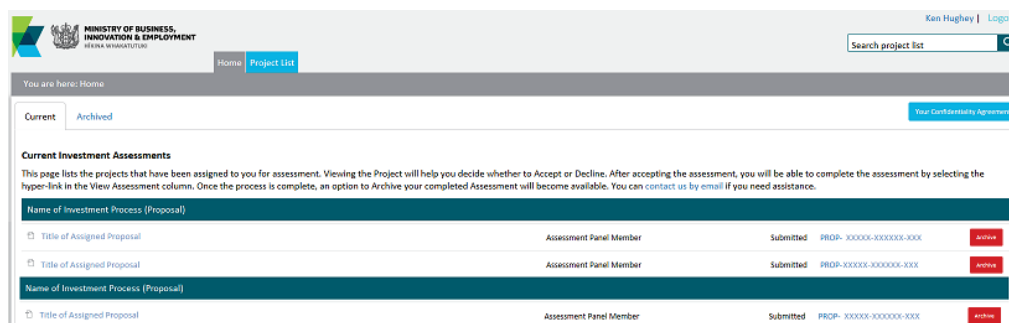 Ken Hughey | Logo
MINISTRY OF BUSINESS,
INNOVATION & EMPLOYMENT
HĪKINA WHAKATUTUKI
Search project list
Home Project List
You are here: Home
Current Archived
Your Confidentiality Agreement
Current Investment Assessments
This page lists the projects that have been assigned to you for assessment. Viewing the Project will help you decide whether to Accept or Decline. After accepting the assessment, you will be able to complete the assessment by selecting the
hyper-link in the View Assessment column. Once the process is complete, an option to Archive your completed Assessment will become available. You can contact us by email if you need assistance.
Name of Investment Process (Proposal)
Title of Assigned Proposal Assessment Panel Member Submitted PROP- XXXXX-XXXXXX-XXX Archive
Title of Assigned Proposal Assessment Panel Member Submitted PROP-XXXXX-XXXXXX-XXX Archive
Name of Investment Process (Proposal)
Title of Assigned Proposal Assessment Panel Member Submitted PROP- XXXXX-XXXXXX-XXX Archive